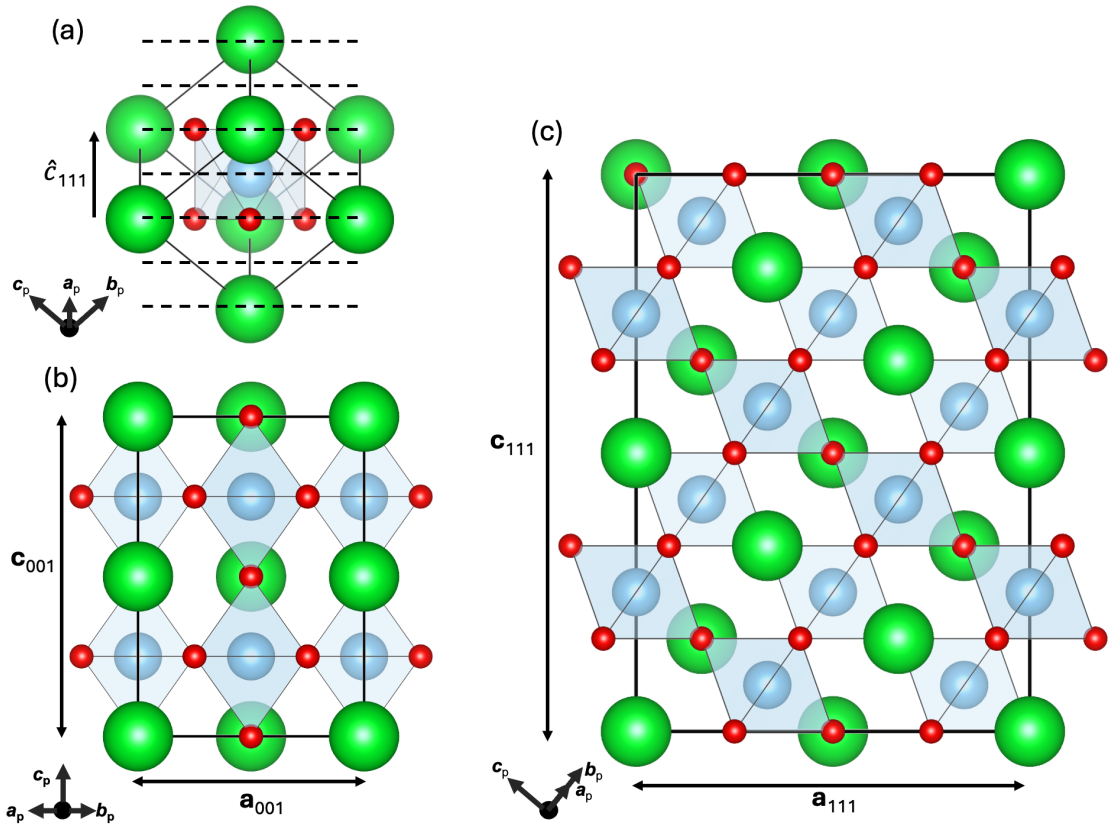 (a)
ĉ₁₁₁
cₚ
aₚ
bₚ
(b)
c₀₀₁
cₚ
aₚ
bₚ
a₀₀₁
(c)
c₁₁₁
cₚ
bₚ
aₚ
a₁₁₁